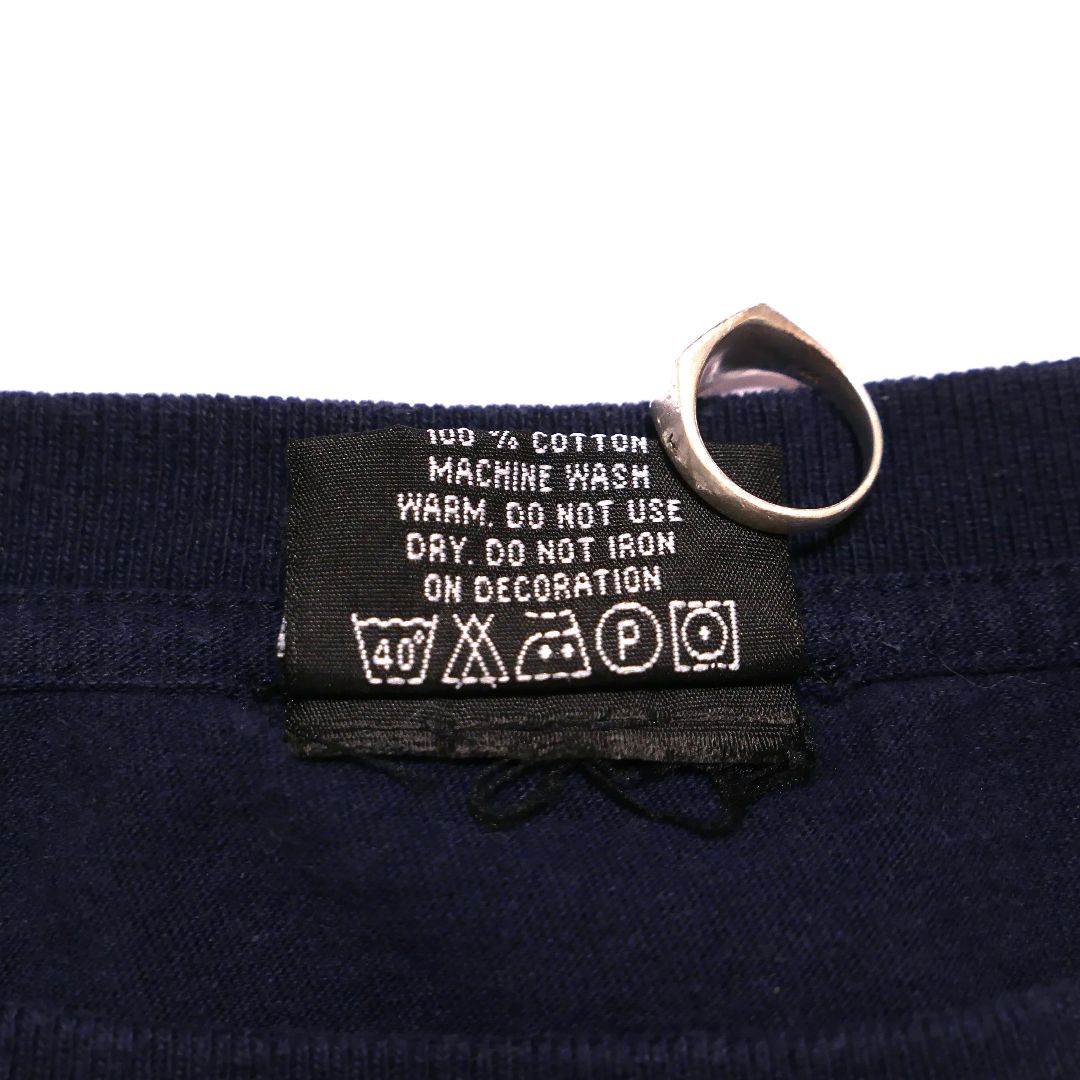 100 % COTTON
MACHINE WASH
WARM. DO NOT USE
DRY. DO NOT IRON
ON DECORATION
40° P